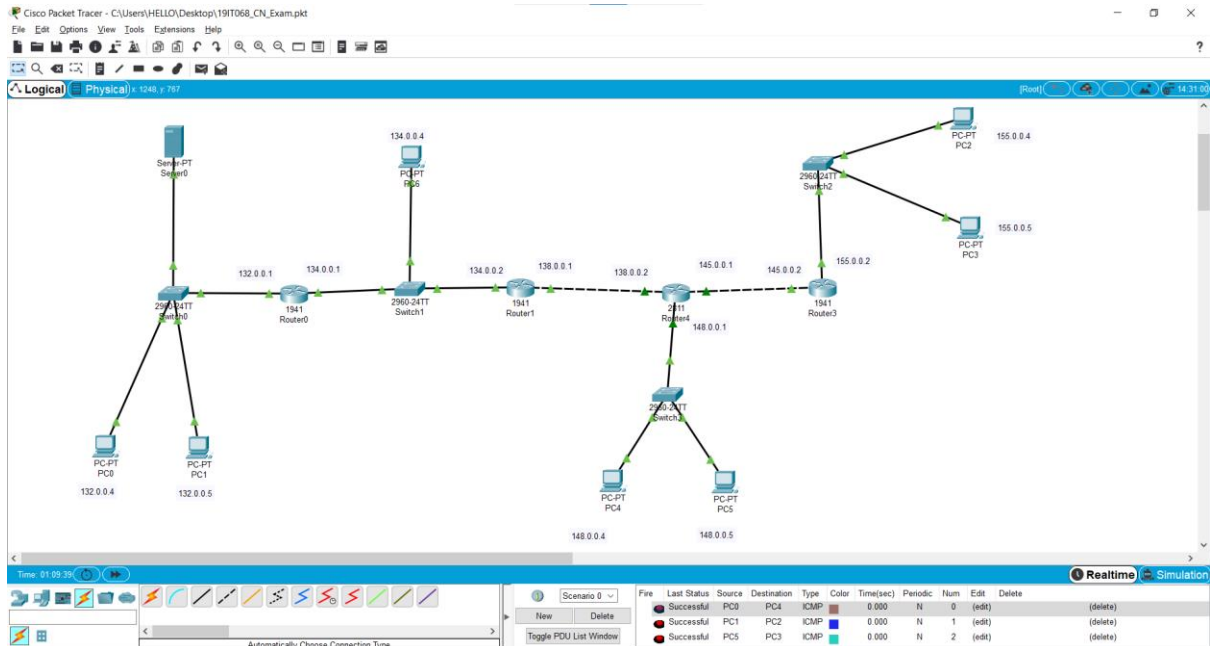 Cisco Packet Tracer - C:\Users\HELLO\Desktop\19IT068_CN_Exam.pkt
File Edit Options View Tools Extensions Help
?
Logical Physical x: 1248, y: 767 [Root] 14:31:00
Server-PT
Server0
134.0.0.4
PC-PT
PC6
PC-PT
PC2
155.0.0.4
2960-24TT
Switch2
PC-PT
PC3
155.0.0.5
132.0.0.1
134.0.0.1
134.0.0.2
138.0.0.1
138.0.0.2
145.0.0.1
145.0.0.2
155.0.0.2
2960-24TT
Switch0
1941
Router0
2960-24TT
Switch1
1941
Router1
2811
Router4
1941
Router3
148.0.0.1
2960-24TT
Switch3
PC-PT
PC0
PC-PT
PC1
132.0.0.4
132.0.0.5
PC-PT
PC4
PC-PT
PC5
148.0.0.4
148.0.0.5
Time: 01:09:39 Realtime Simulation
Scenario 0
New Delete
Toggle PDU List Window
Fire Last Status Source Destination Type Color Time(sec) Periodic Num Edit Delete
Successful PC0 PC4 ICMP 0.000 N 0 (edit) (delete)
Successful PC1 PC2 ICMP 0.000 N 1 (edit) (delete)
Successful PC5 PC3 ICMP 0.000 N 2 (edit) (delete)
Automatically Choose Connection Type